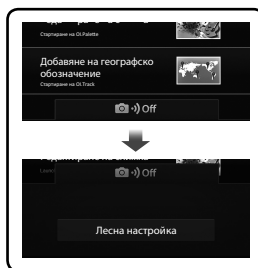 Стартиране на OI.Palette
Добавяне на географско
обозначение
Стартиране на OI.Track
Off
Off
Лесна настройка